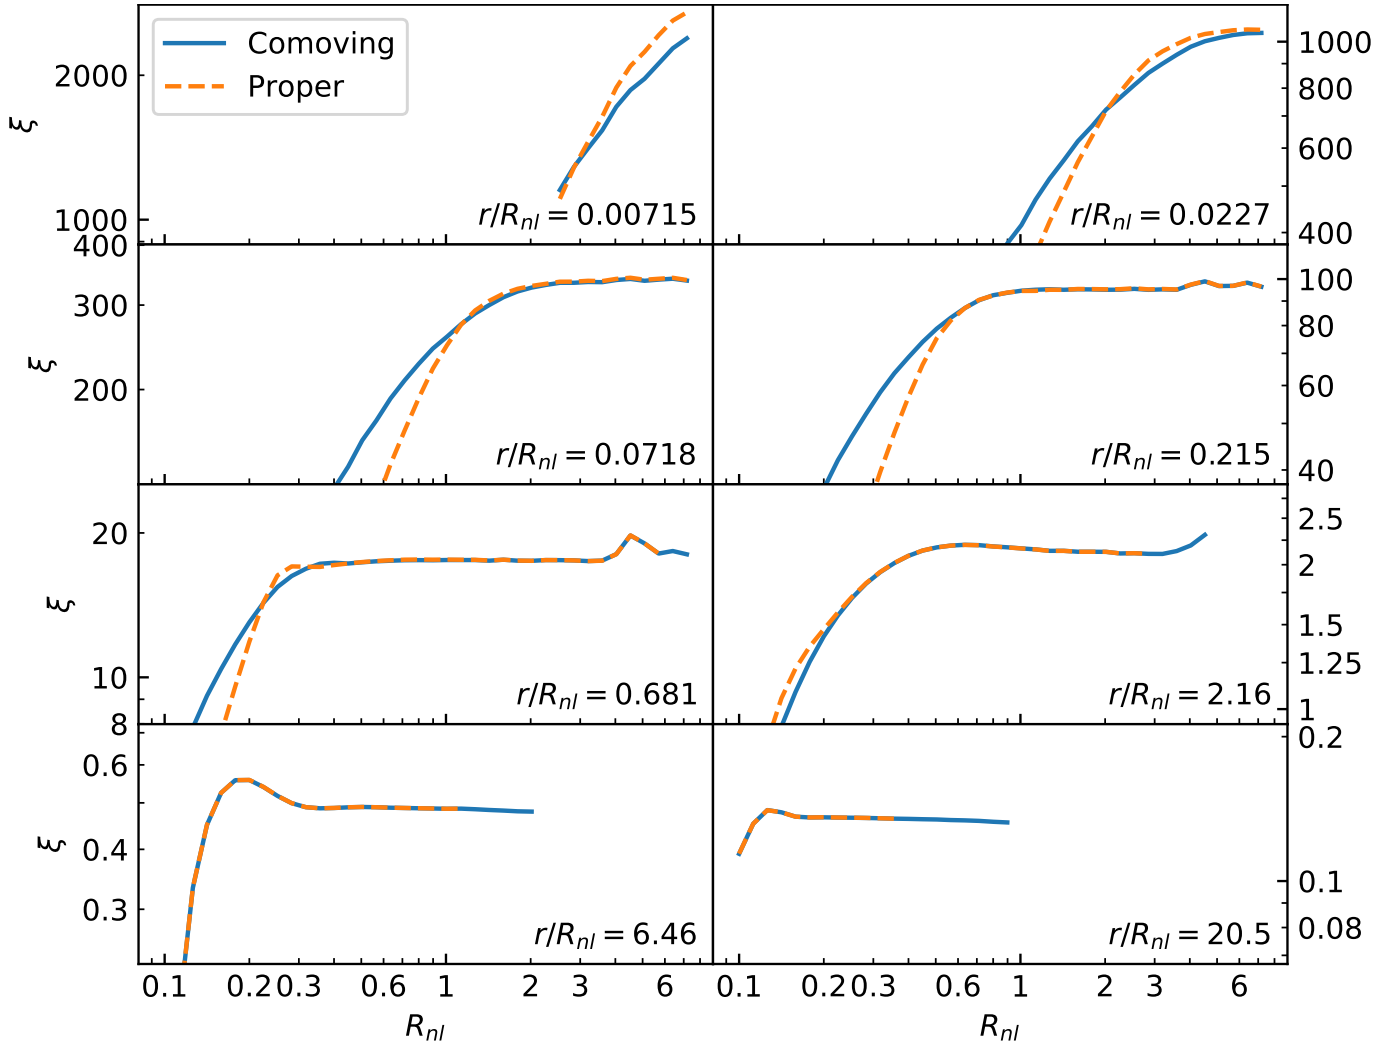 Comoving
Proper
ξ
2000
1000
r/R_nl = 0.00715
1000
800
600
400
r/R_nl = 0.0227
ξ
400
300
200
r/R_nl = 0.0718
100
80
60
40
r/R_nl = 0.215
ξ
20
10
8
r/R_nl = 0.681
2.5
2
1.5
1.25
1
r/R_nl = 2.16
ξ
8
0.6
0.4
0.3
r/R_nl = 6.46
0.2
0.1
0.08
r/R_nl = 20.5
0.1 0.2 0.3 0.6 1 2 3 6
0.1 0.2 0.3 0.6 1 2 3 6
R_nl
R_nl